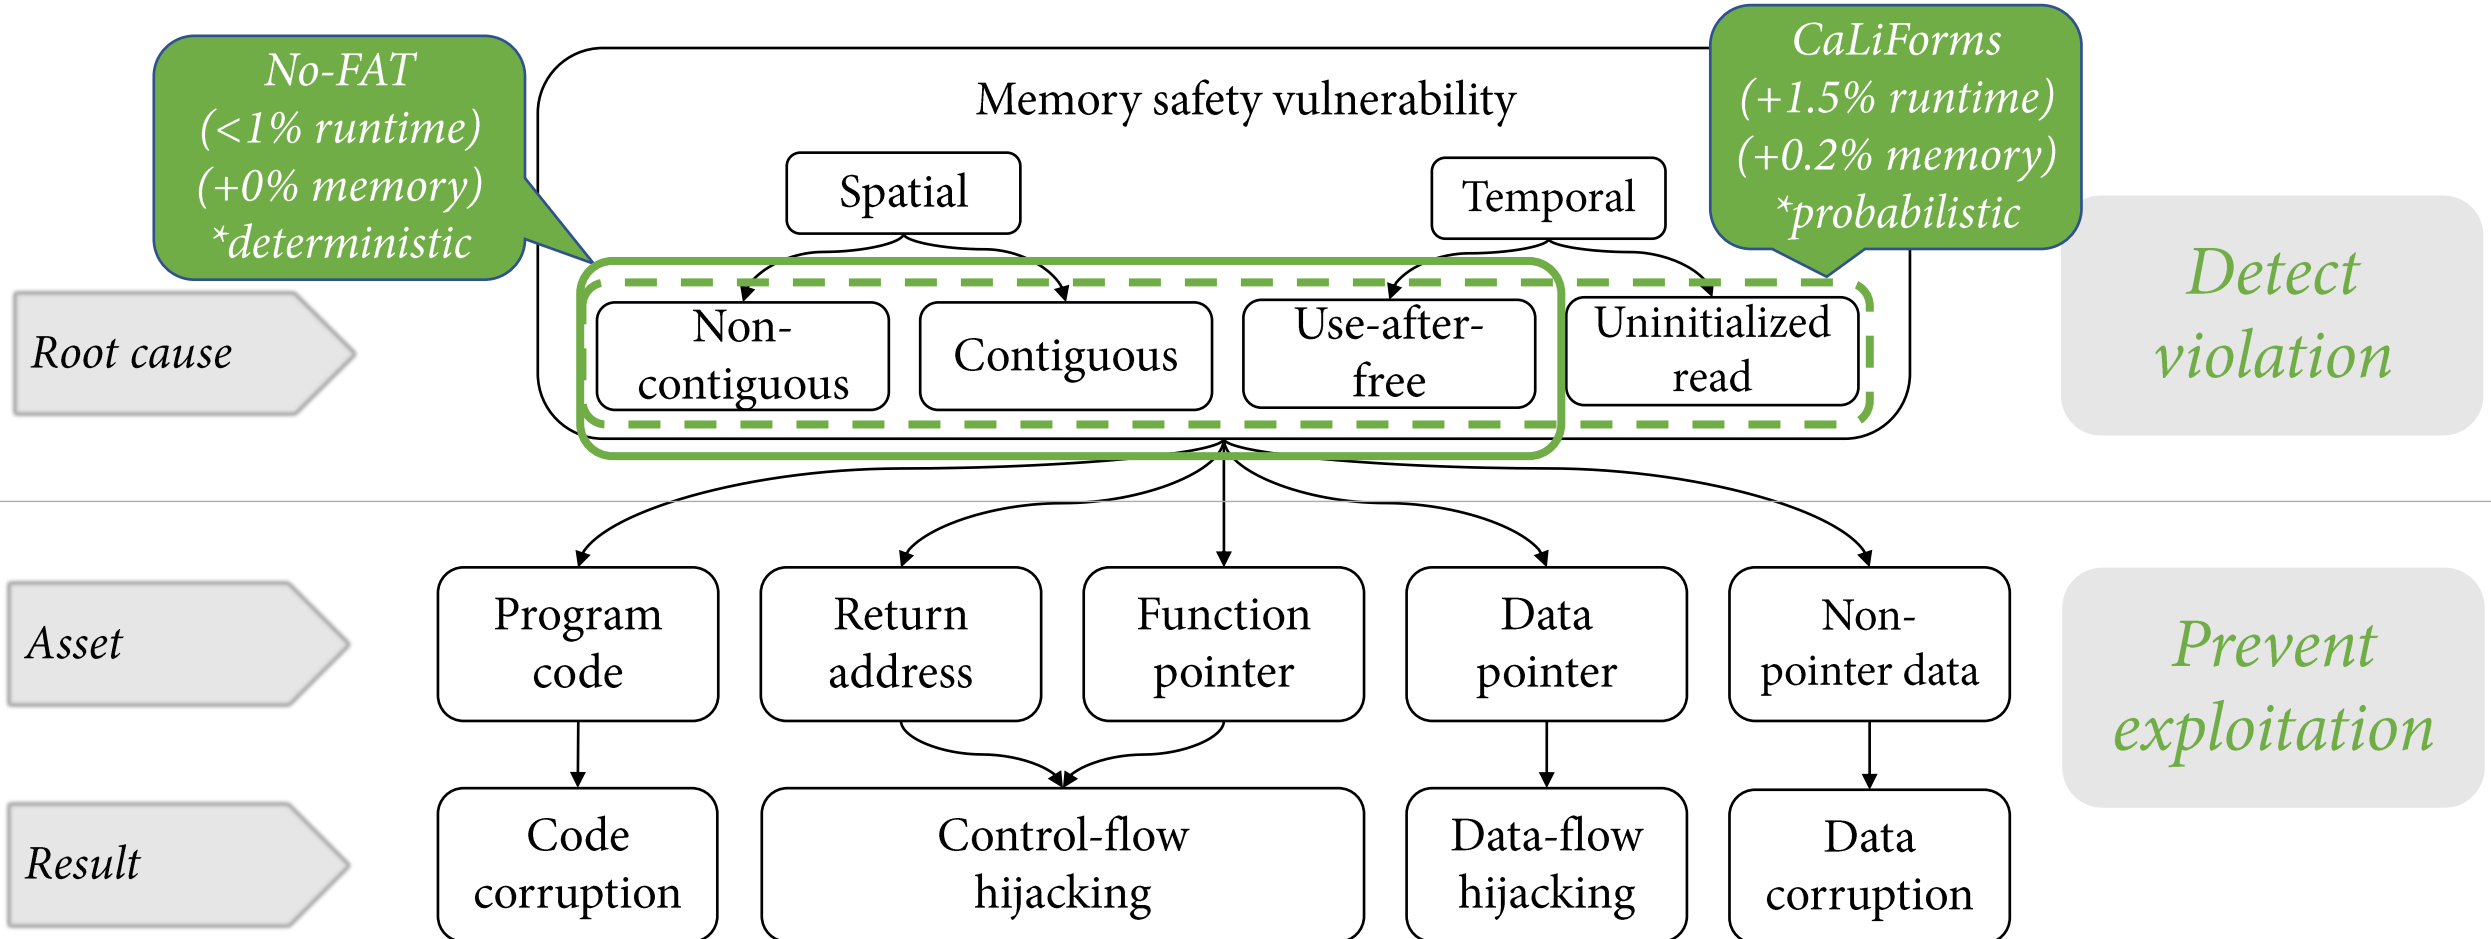 No-FAT
(<1% runtime)
(+0% memory)
*deterministic
Memory safety vulnerability
CaLiForms
(+1.5% runtime)
(+0.2% memory)
*probabilistic
Spatial
Temporal
Root cause
Non-
contiguous
Contiguous
Use-after-
free
Uninitialized
read
Detect
violation
Asset
Program
code
Return
address
Function
pointer
Data
pointer
Non-
pointer data
Prevent
exploitation
Result
Code
corruption
Control-flow
hijacking
Data-flow
hijacking
Data
corruption